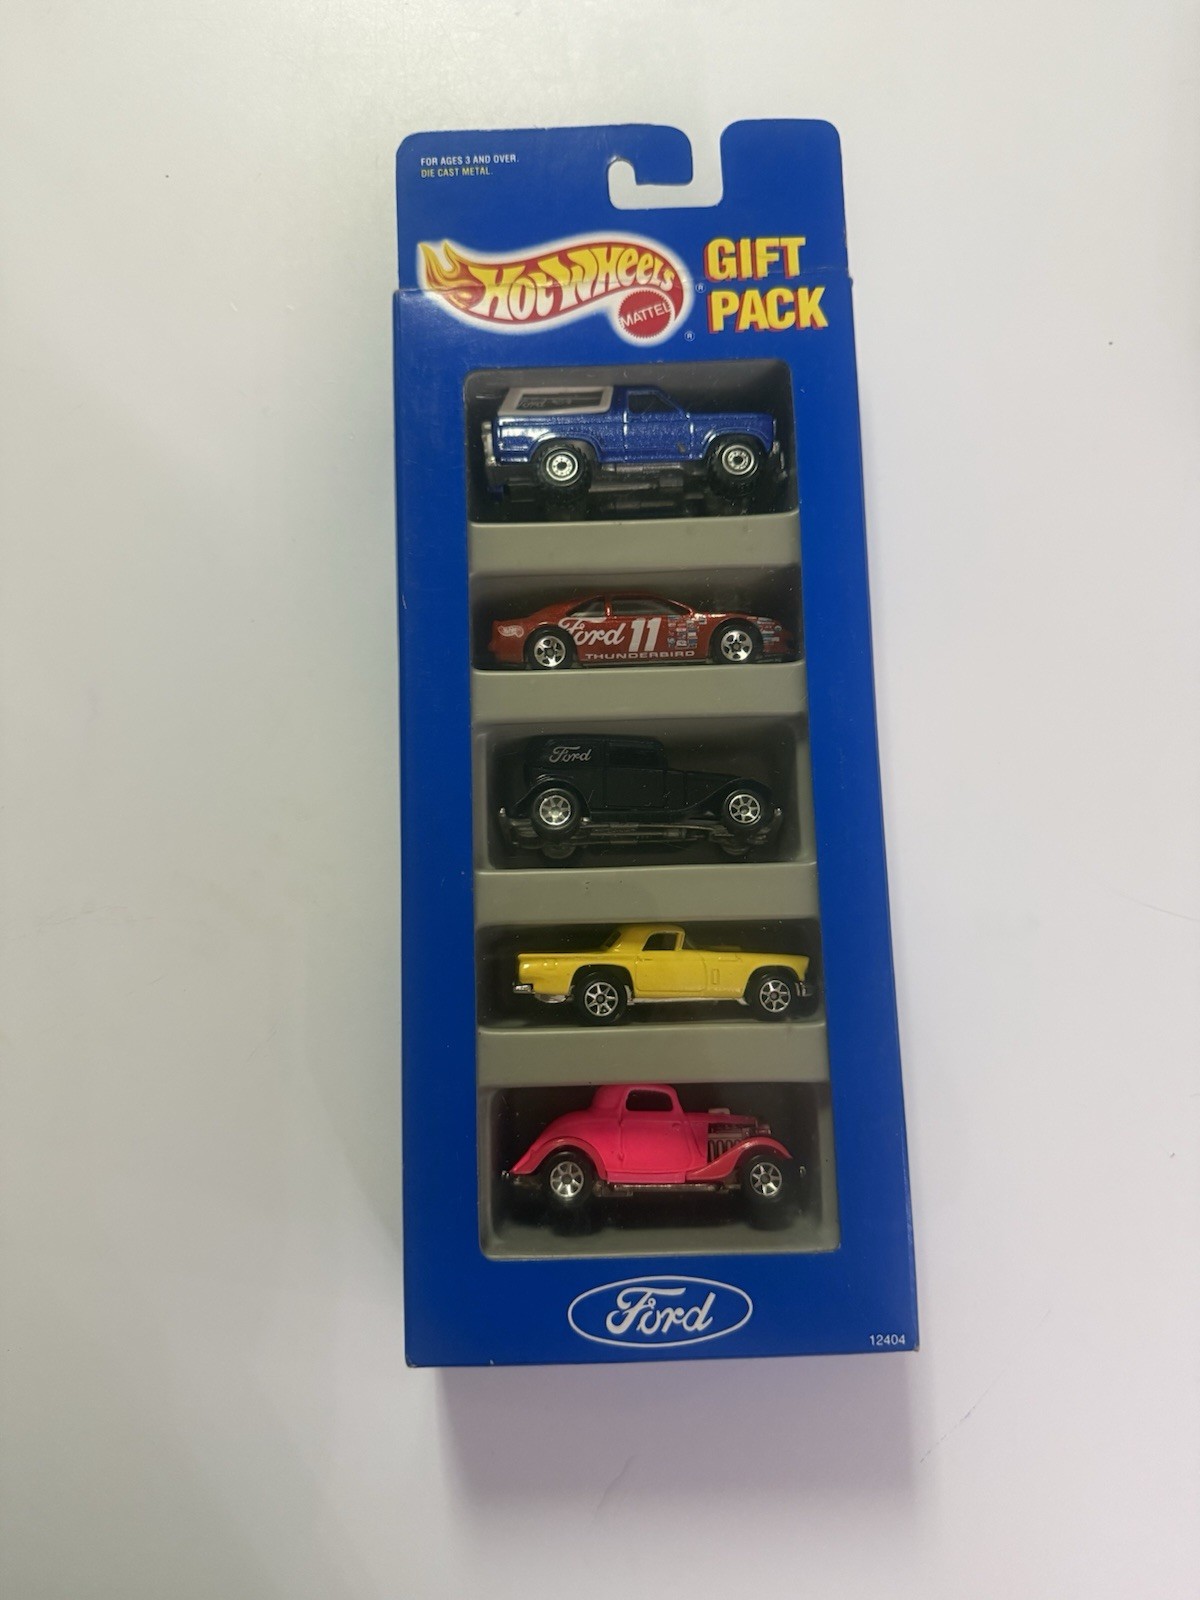 FOR AGES 3 AND OVER.
DIE CAST METAL.
Hot Wheels®
MATTEL®
GIFT
PACK
Ford
Ford 11
THUNDERBIRD
Ford
Ford
12404